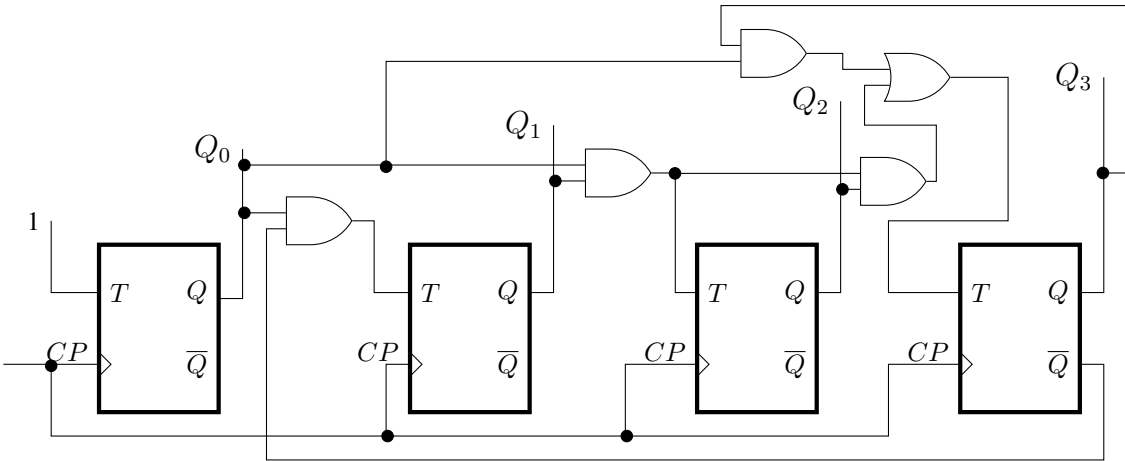 Q₃
Q₂
Q₁
Q₀
1
T Q
CP Q̅
T Q
CP Q̅
T Q
CP Q̅
T Q
CP Q̅